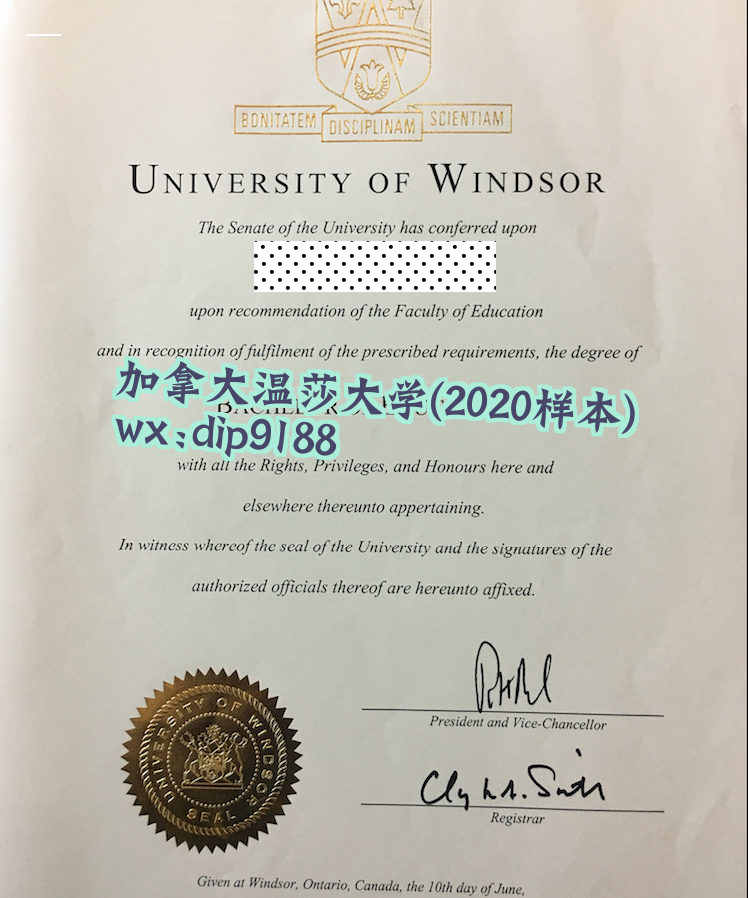 BONITATEM DISCIPLINAM SCIENTIAM
UNIVERSITY OF WINDSOR
The Senate of the University has conferred upon
upon recommendation of the Faculty of Education
and in recognition of fulfilment of the prescribed requirements, the degree of
加拿大温莎大学(2020样本)
wx:dip9188
with all the Rights, Privileges, and Honours here and
elsewhere thereunto appertaining.
In witness whereof the seal of the University and the signatures of the
authorized officials thereof are hereunto affixed.
President and Vice-Chancellor
Registrar
UNIVERSITY OF WINDSOR
SEAL
Given at Windsor, Ontario, Canada, the 10th day of June,